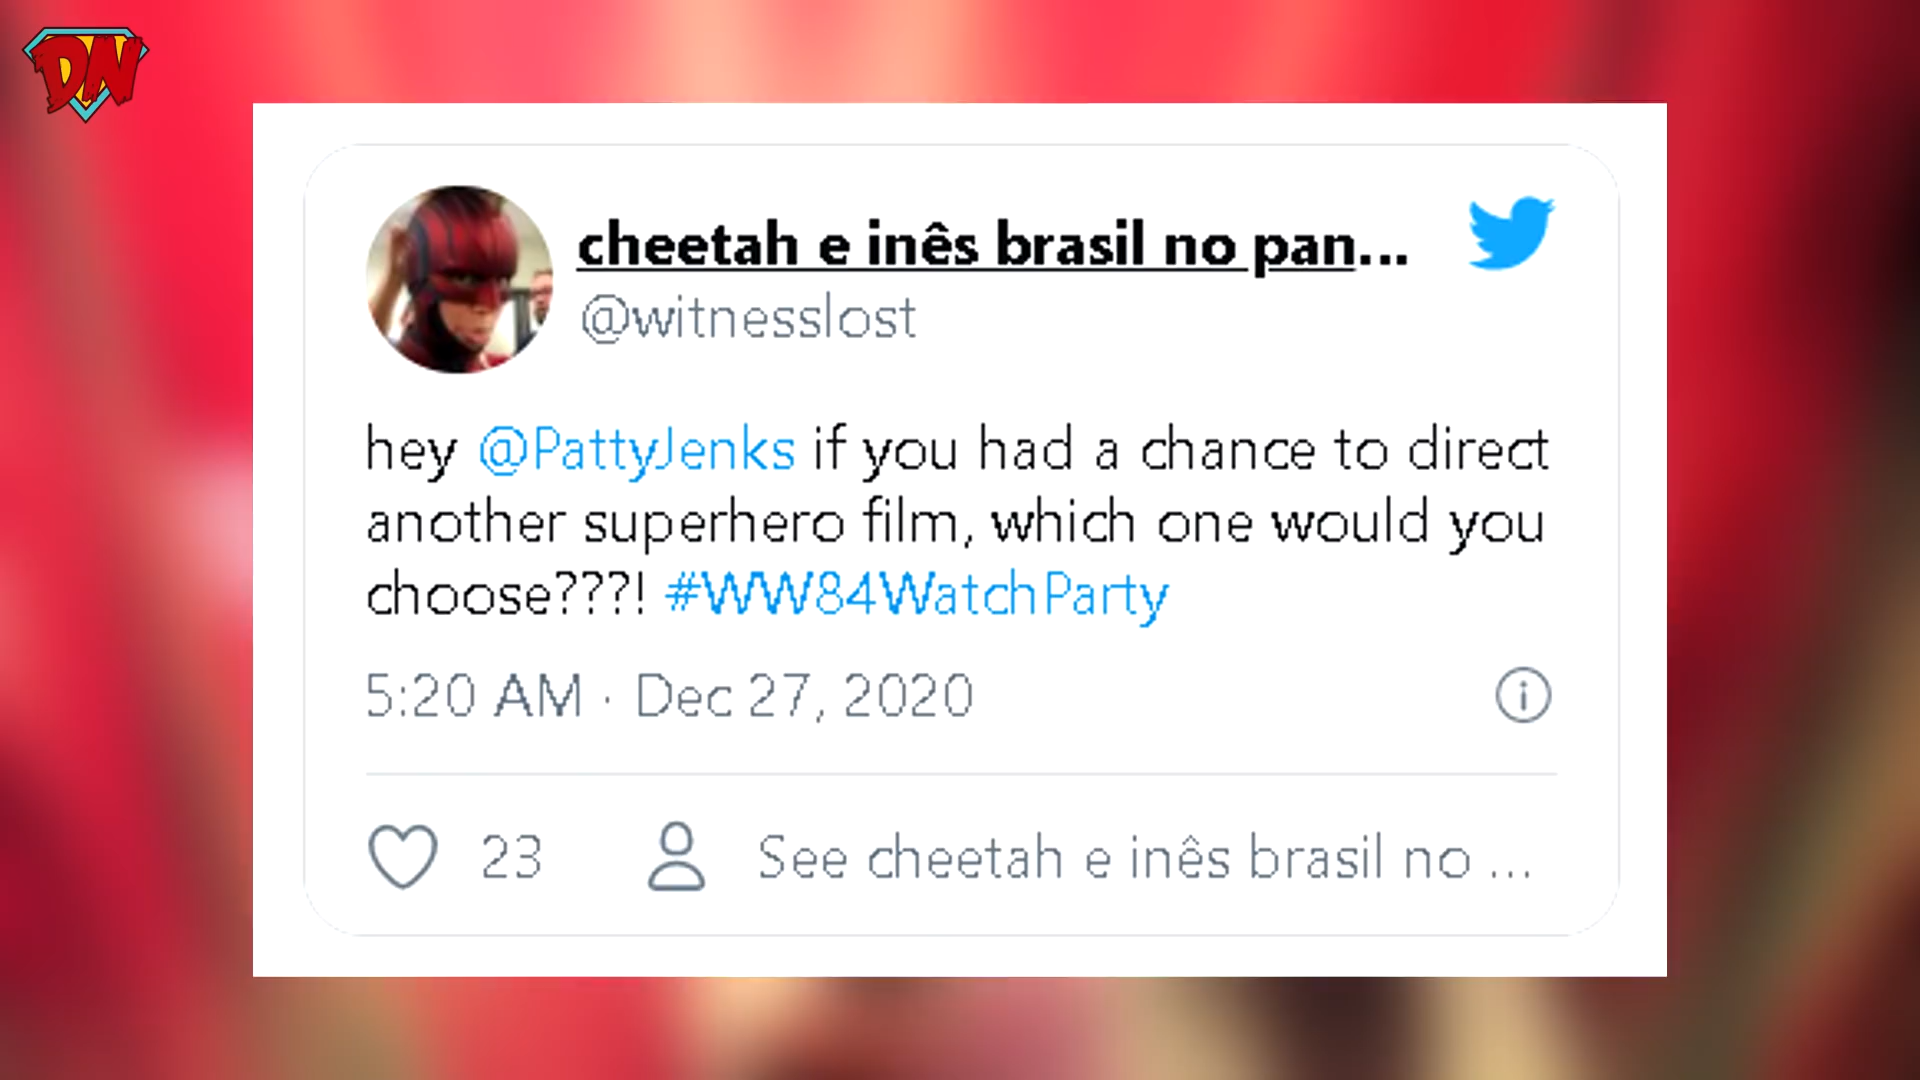 DN
cheetah e inês brasil no pan...
@witnesslost
hey @PattyJenks if you had a chance to direct
another superhero film, which one would you
choose???! #WW84WatchParty
5:20 AM · Dec 27, 2020
23 See cheetah e inês brasil no ...